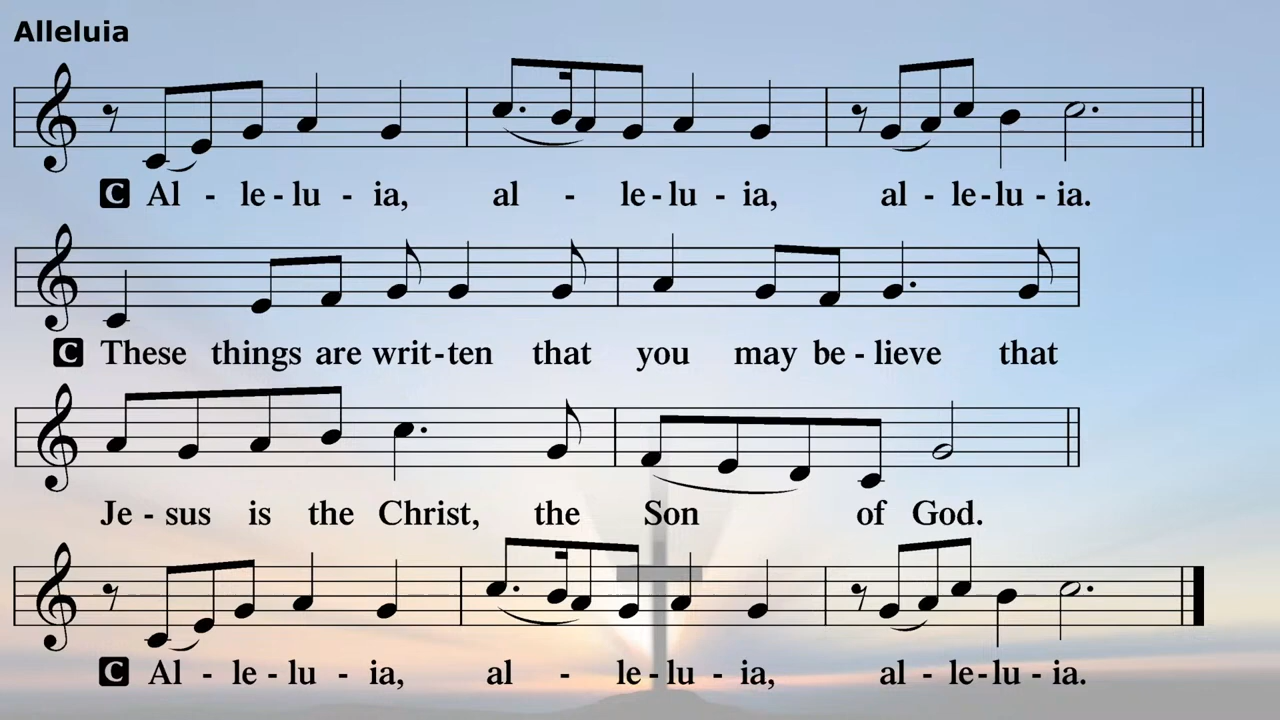 Alleluia
C Al - le - lu - ia, al - le - lu - ia, al - le - lu - ia.
C These things are writ - ten that you may be - lieve that
Je - sus is the Christ, the Son of God.
C Al - le - lu - ia, al - le - lu - ia, al - le - lu - ia.